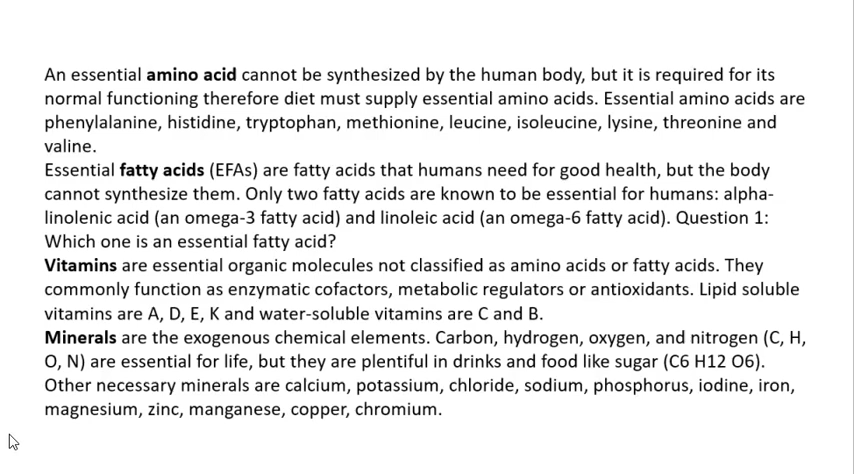 An essential amino acid cannot be synthesized by the human body, but it is required for its
normal functioning therefore diet must supply essential amino acids. Essential amino acids are
phenylalanine, histidine, tryptophan, methionine, leucine, isoleucine, lysine, threonine and
valine.
Essential fatty acids (EFAs) are fatty acids that humans need for good health, but the body
cannot synthesize them. Only two fatty acids are known to be essential for humans: alpha-
linolenic acid (an omega-3 fatty acid) and linoleic acid (an omega-6 fatty acid). Question 1:
Which one is an essential fatty acid?
Vitamins are essential organic molecules not classified as amino acids or fatty acids. They
commonly function as enzymatic cofactors, metabolic regulators or antioxidants. Lipid soluble
vitamins are A, D, E, K and water-soluble vitamins are C and B.
Minerals are the exogenous chemical elements. Carbon, hydrogen, oxygen, and nitrogen (C, H,
O, N) are essential for life, but they are plentiful in drinks and food like sugar (C6 H12 O6).
Other necessary minerals are calcium, potassium, chloride, sodium, phosphorus, iodine, iron,
magnesium, zinc, manganese, copper, chromium.